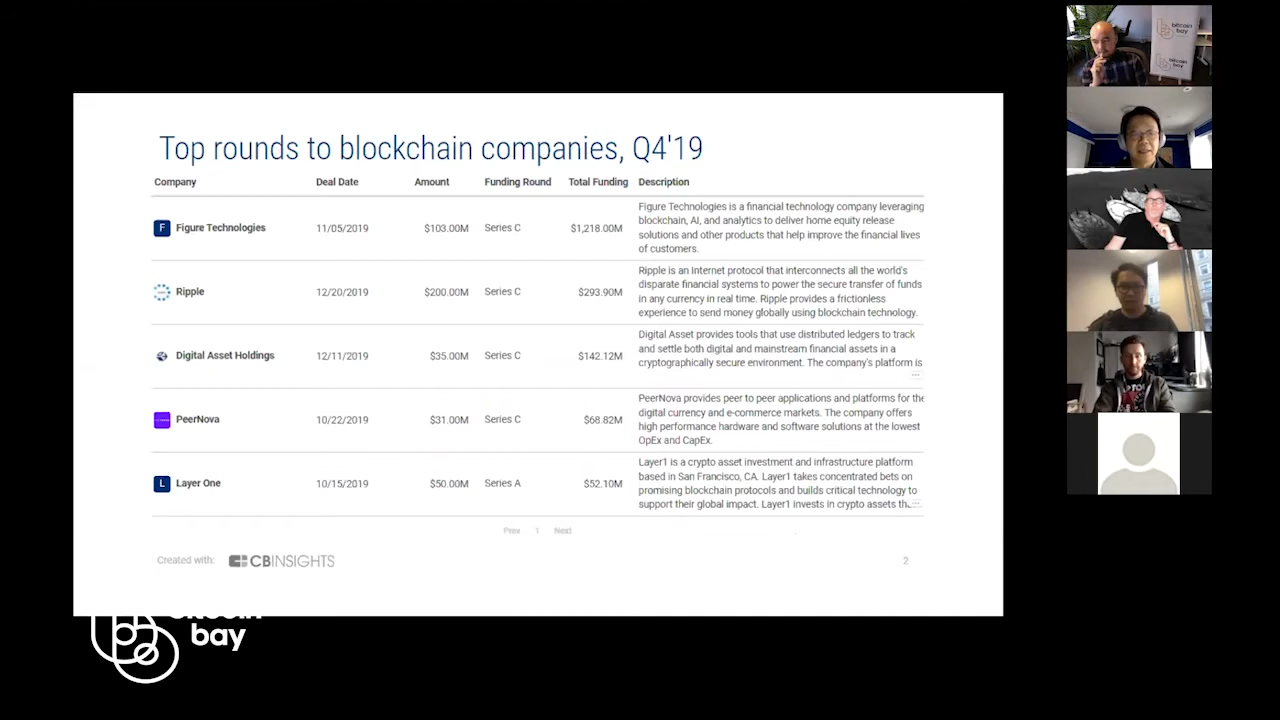 Top rounds to blockchain companies, Q4'19
Company Deal Date Amount Funding Round Total Funding Description
F Figure Technologies 11/05/2019 $103.00M Series C $1,218.00M
Figure Technologies is a financial technology company leveraging
blockchain, AI, and analytics to deliver home equity release
solutions and other products that help improve the financial lives
of customers.
Ripple 12/20/2019 $200.00M Series C $293.90M
Ripple is an Internet protocol that interconnects all the world's
disparate financial systems to power the secure transfer of funds
in any currency in real time. Ripple provides a frictionless
experience to send money globally using blockchain technology.
Digital Asset Holdings 12/11/2019 $35.00M Series C $142.12M
Digital Asset provides tools that use distributed ledgers to track
and settle both digital and mainstream financial assets in a
cryptographically secure environment. The company's platform is
...
PeerNova 10/22/2019 $31.00M Series C $68.82M
PeerNova provides peer to peer applications and platforms for the
digital currency and e-commerce markets. The company offers
high performance hardware and software solutions at the lowest
OpEx and CapEx.
L Layer One 10/15/2019 $50.00M Series A $52.10M
Layer1 is a crypto asset investment and infrastructure platform
based in San Francisco, CA. Layer1 takes concentrated bets on
promising blockchain protocols and builds critical technology to
support their global impact. Layer1 invests in crypto assets th...
Prev 1 Next
Created with: CBINSIGHTS 2
bitcoin
bay
bitcoin
bay
bitcoin
bay